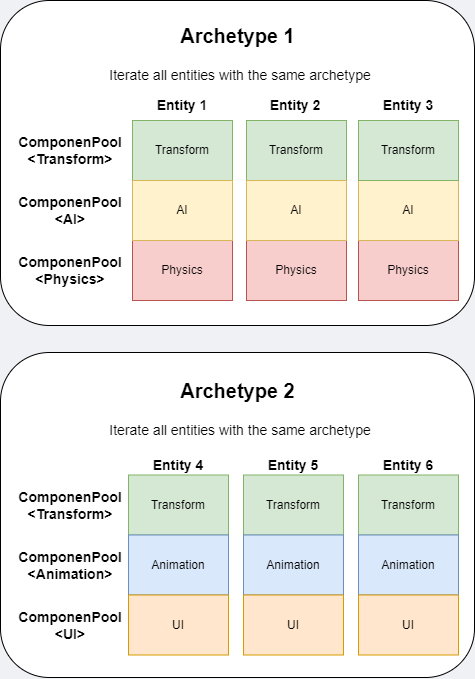 Archetype 1
Iterate all entities with the same archetype
Entity 1 Entity 2 Entity 3
ComponenPool
<Transform>
Transform Transform Transform
ComponenPool
<AI>
AI AI AI
ComponenPool
<Physics>
Physics Physics Physics
Archetype 2
Iterate all entities with the same archetype
Entity 4 Entity 5 Entity 6
ComponenPool
<Transform>
Transform Transform Transform
ComponenPool
<Animation>
Animation Animation Animation
ComponenPool
<UI>
UI UI UI